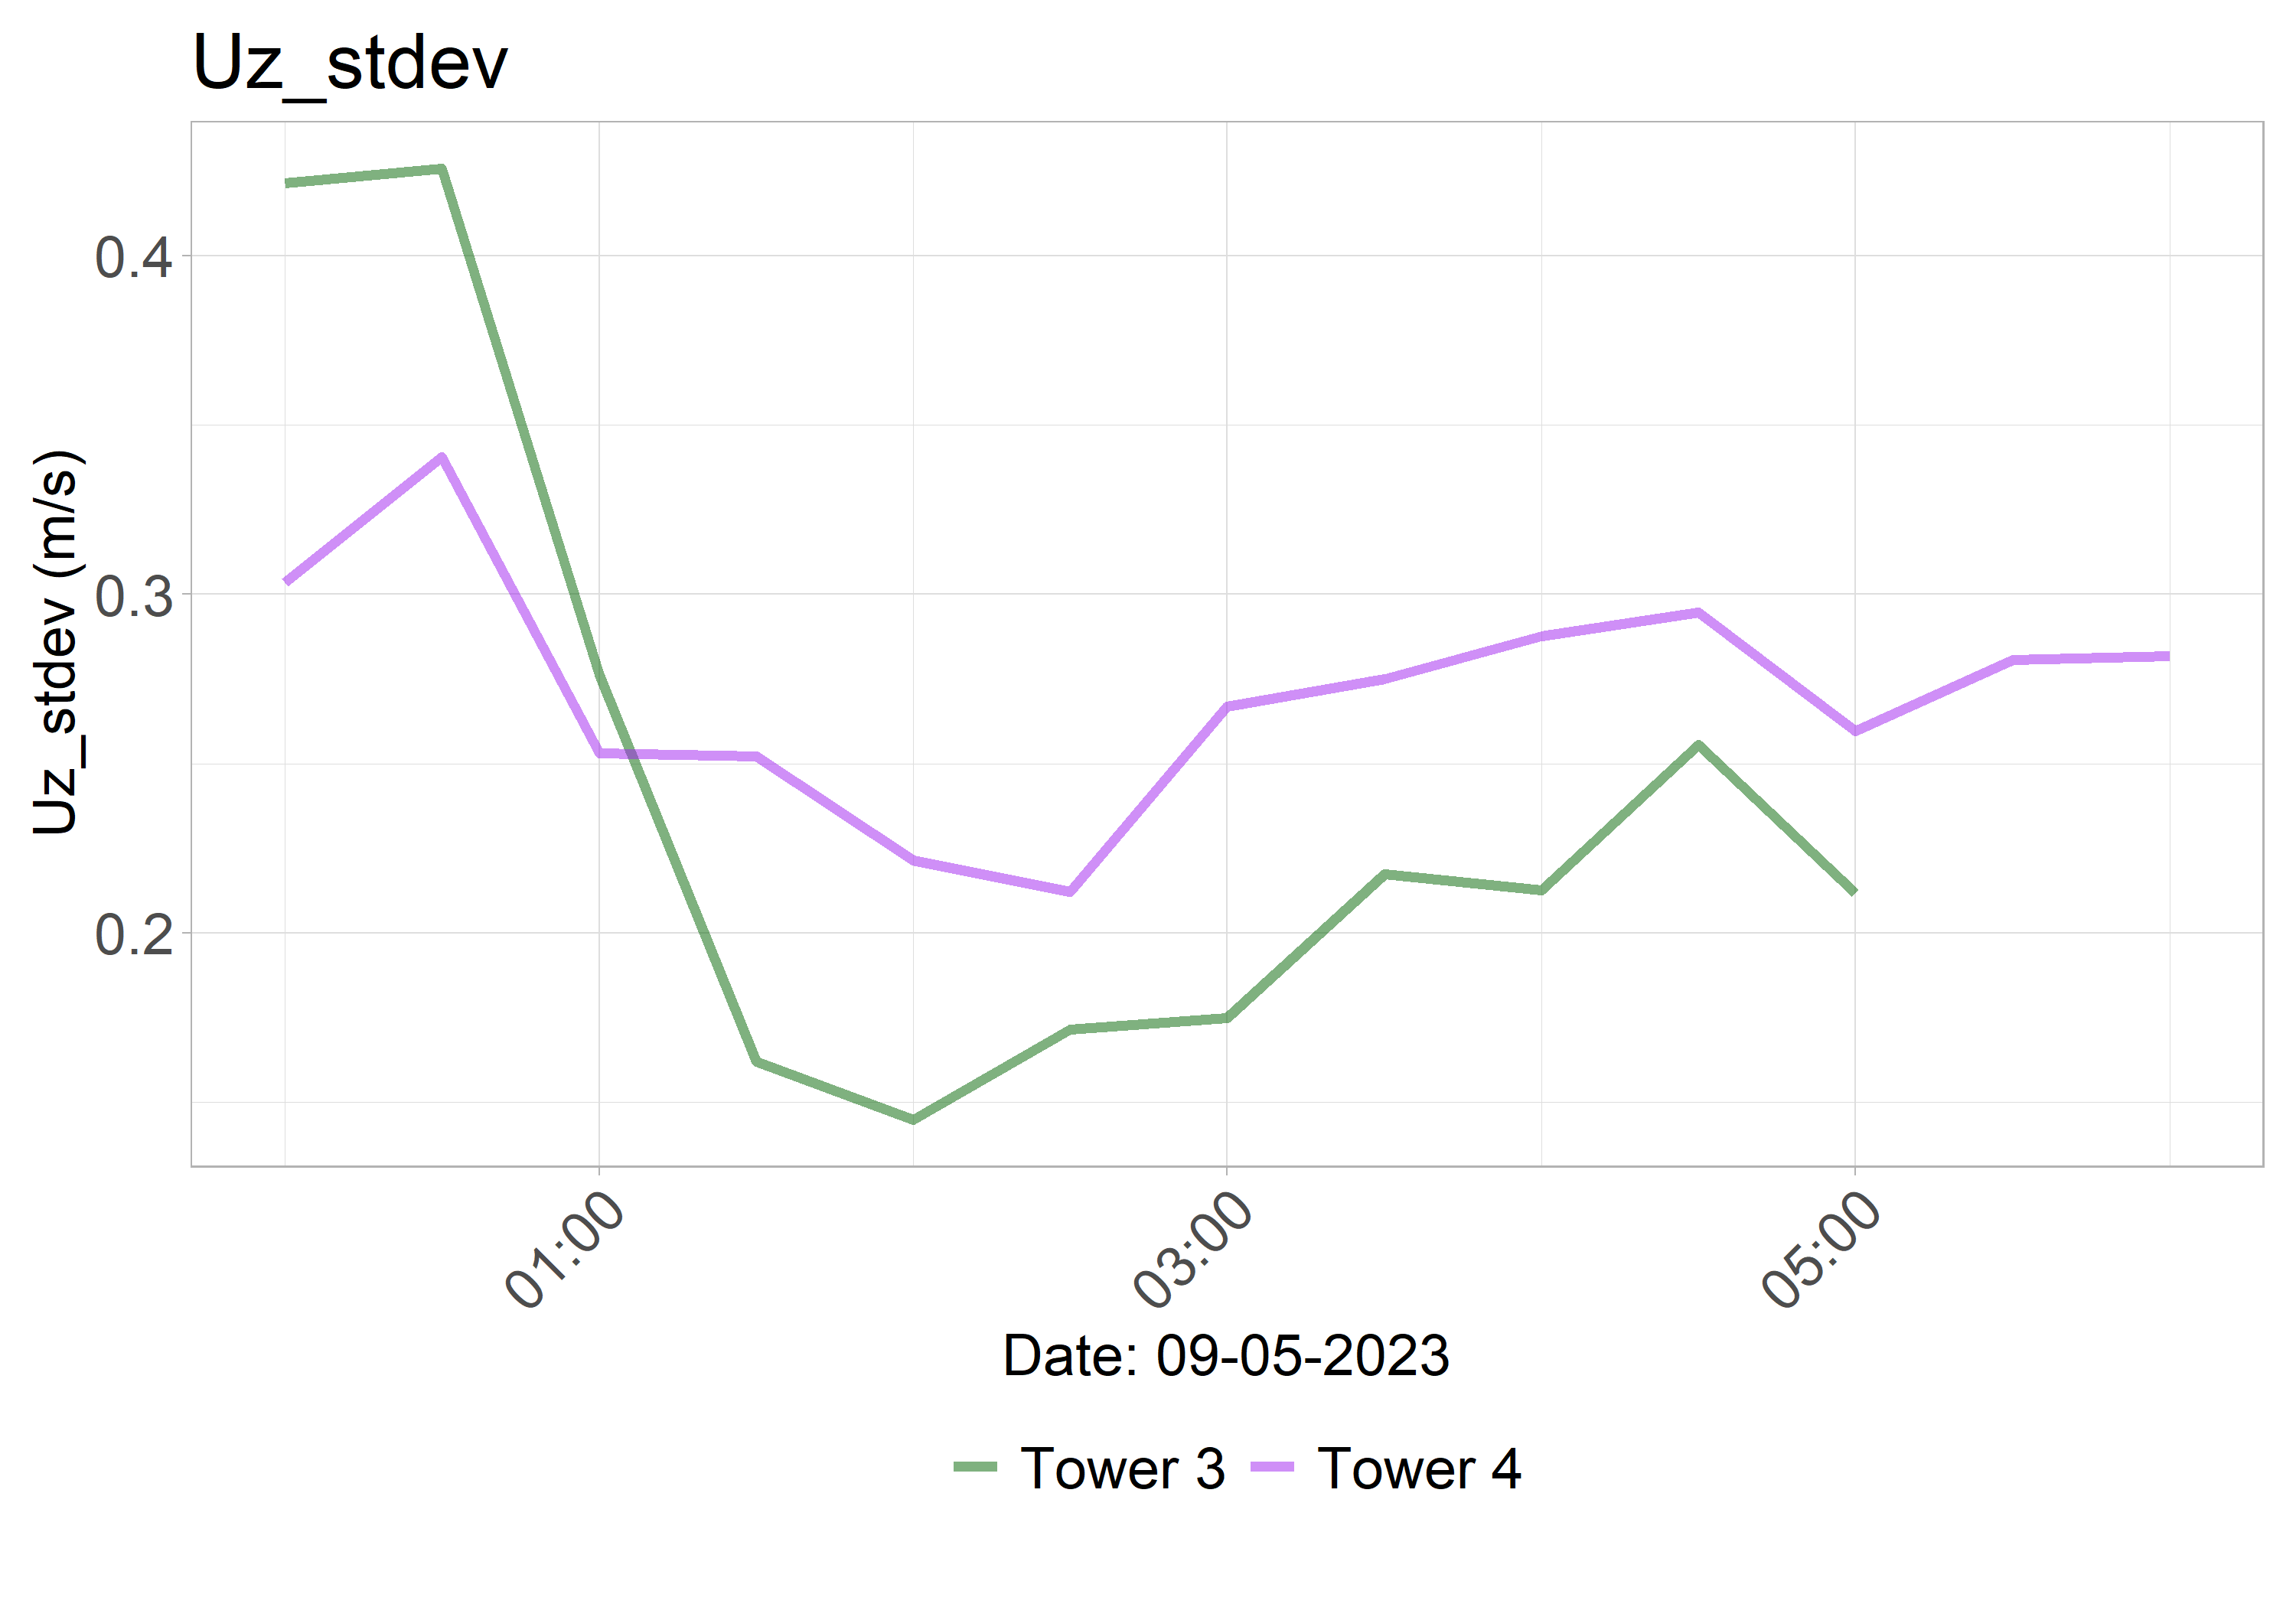 Uz_stdev
Uz_stdev (m/s)
0.4
0.3
0.2
01:00
03:00
05:00
Date: 09-05-2023
Tower 3
Tower 4